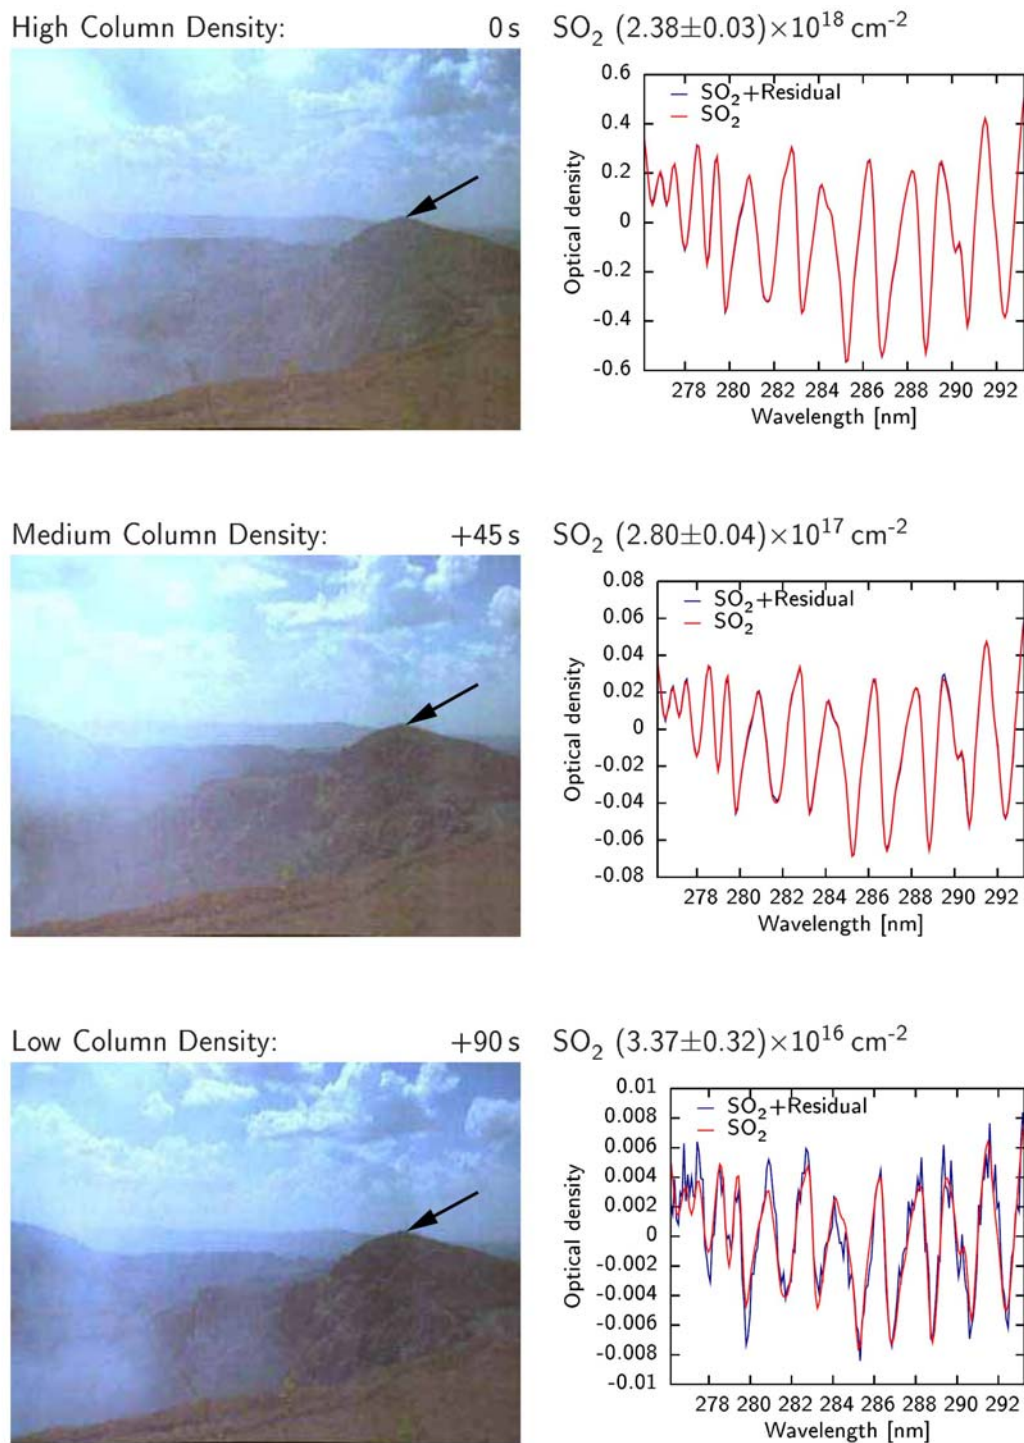 High Column Density: 0 s SO₂ (2.38±0.03)×10¹⁸ cm⁻²
0.6
SO₂+Residual
SO₂
0.4
0.2
0
-0.2
-0.4
-0.6
Optical density
278 280 282 284 286 288 290 292
Wavelength [nm]
Medium Column Density: +45 s SO₂ (2.80±0.04)×10¹⁷ cm⁻²
0.08
SO₂+Residual
0.06
SO₂
0.04
0.02
0
-0.02
-0.04
-0.06
-0.08
Optical density
278 280 282 284 286 288 290 292
Wavelength [nm]
Low Column Density: +90 s SO₂ (3.37±0.32)×10¹⁶ cm⁻²
0.01
SO₂+Residual
0.008
SO₂
0.006
0.004
0.002
0
-0.002
-0.004
-0.006
-0.008
-0.01
Optical density
278 280 282 284 286 288 290 292
Wavelength [nm]